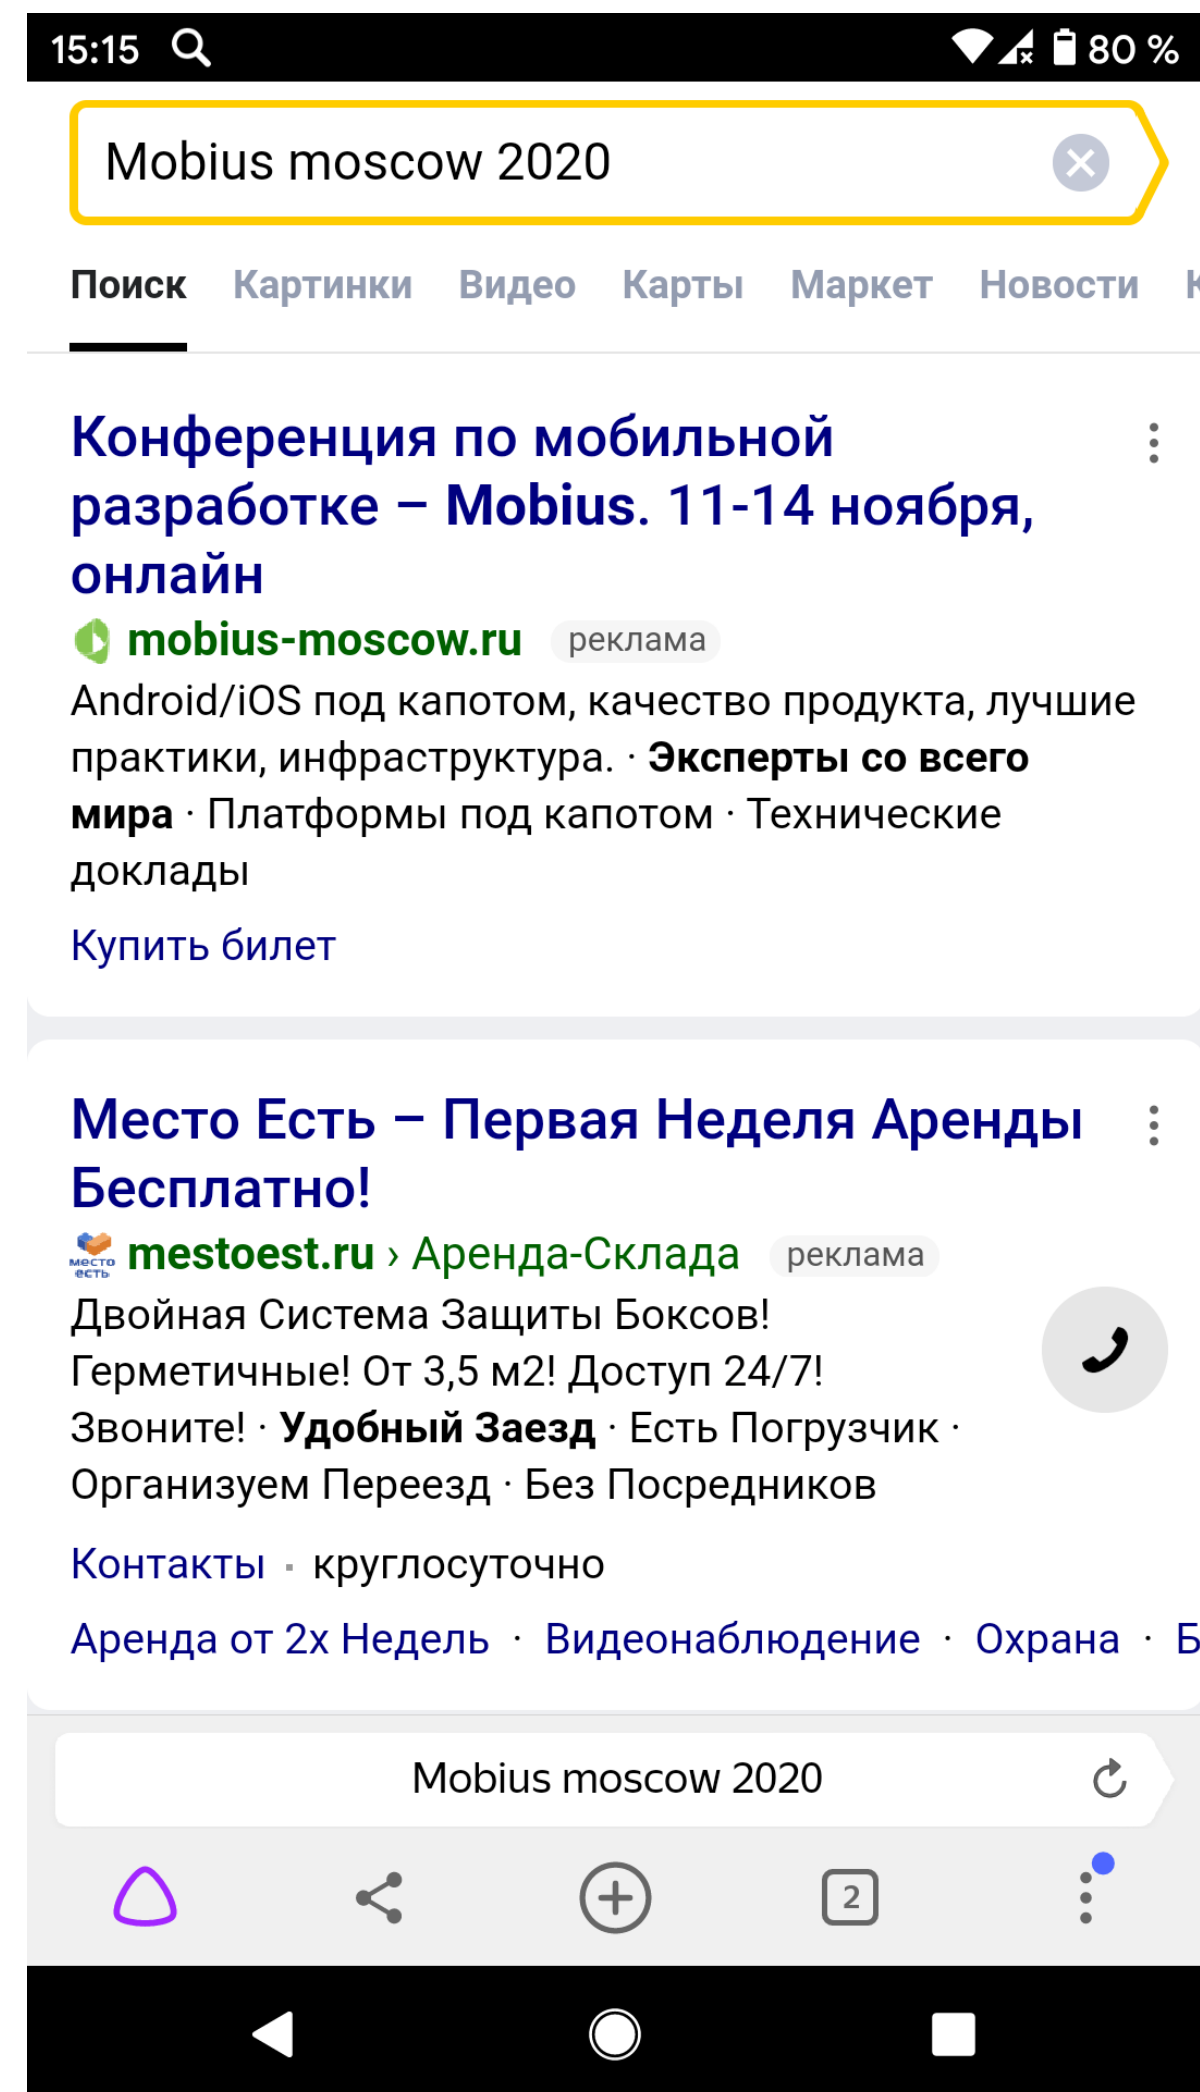 15:15
80 %
Mobius moscow 2020
Поиск Картинки Видео Карты Маркет Новости
Конференция по мобильной
разработке – Mobius. 11-14 ноября,
онлайн
mobius-moscow.ru реклама
Android/iOS под капотом, качество продукта, лучшие
практики, инфраструктура. · Эксперты со всего
мира · Платформы под капотом · Технические
доклады
Купить билет
Место Есть – Первая Неделя Аренды
Бесплатно!
место
есть
mestoest.ru › Аренда-Склада реклама
Двойная Система Защиты Боксов!
Герметичные! От 3,5 м2! Доступ 24/7!
Звоните! · Удобный Заезд · Есть Погрузчик ·
Организуем Переезд · Без Посредников
Контакты · круглосуточно
Аренда от 2х Недель · Видеонаблюдение · Охрана ·
Mobius moscow 2020
2